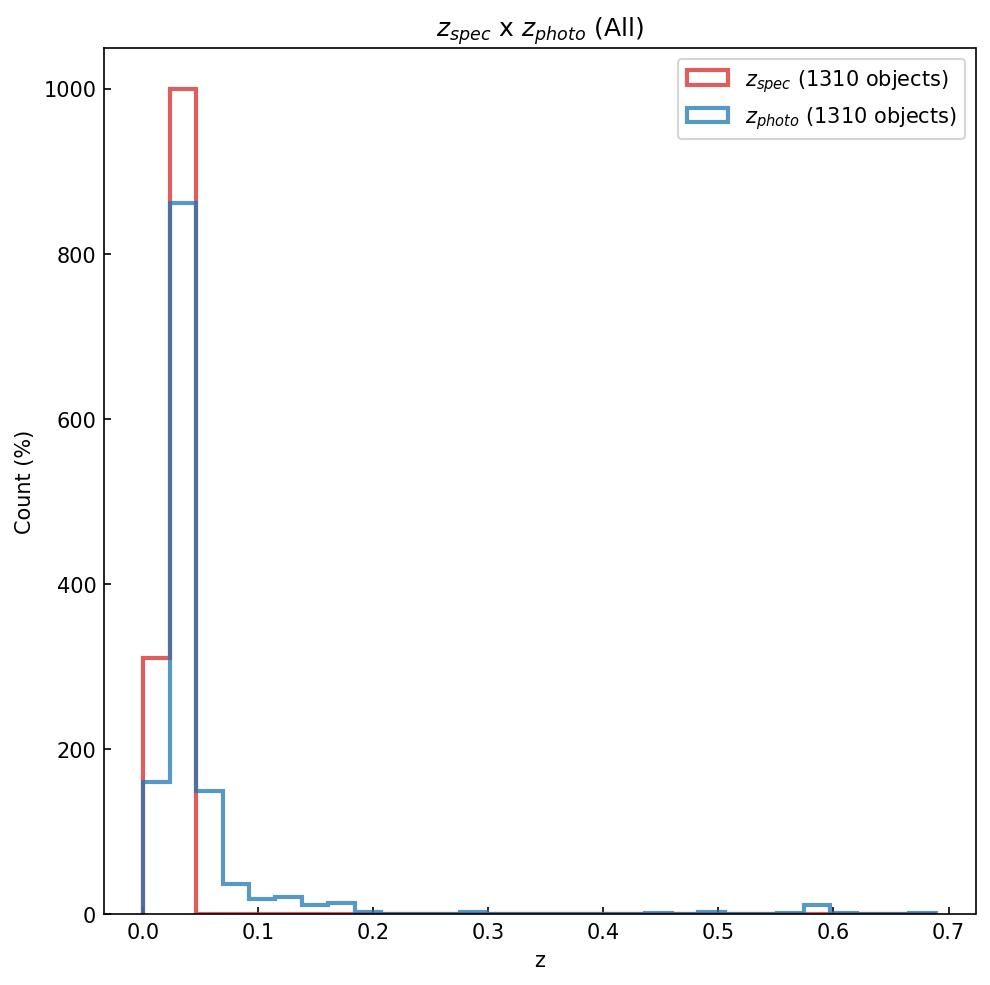 z_spec x z_photo (All)
z_spec (1310 objects)
z_photo (1310 objects)
Count (%)
1000
800
600
400
200
0
0.0 0.1 0.2 0.3 0.4 0.5 0.6 0.7
z